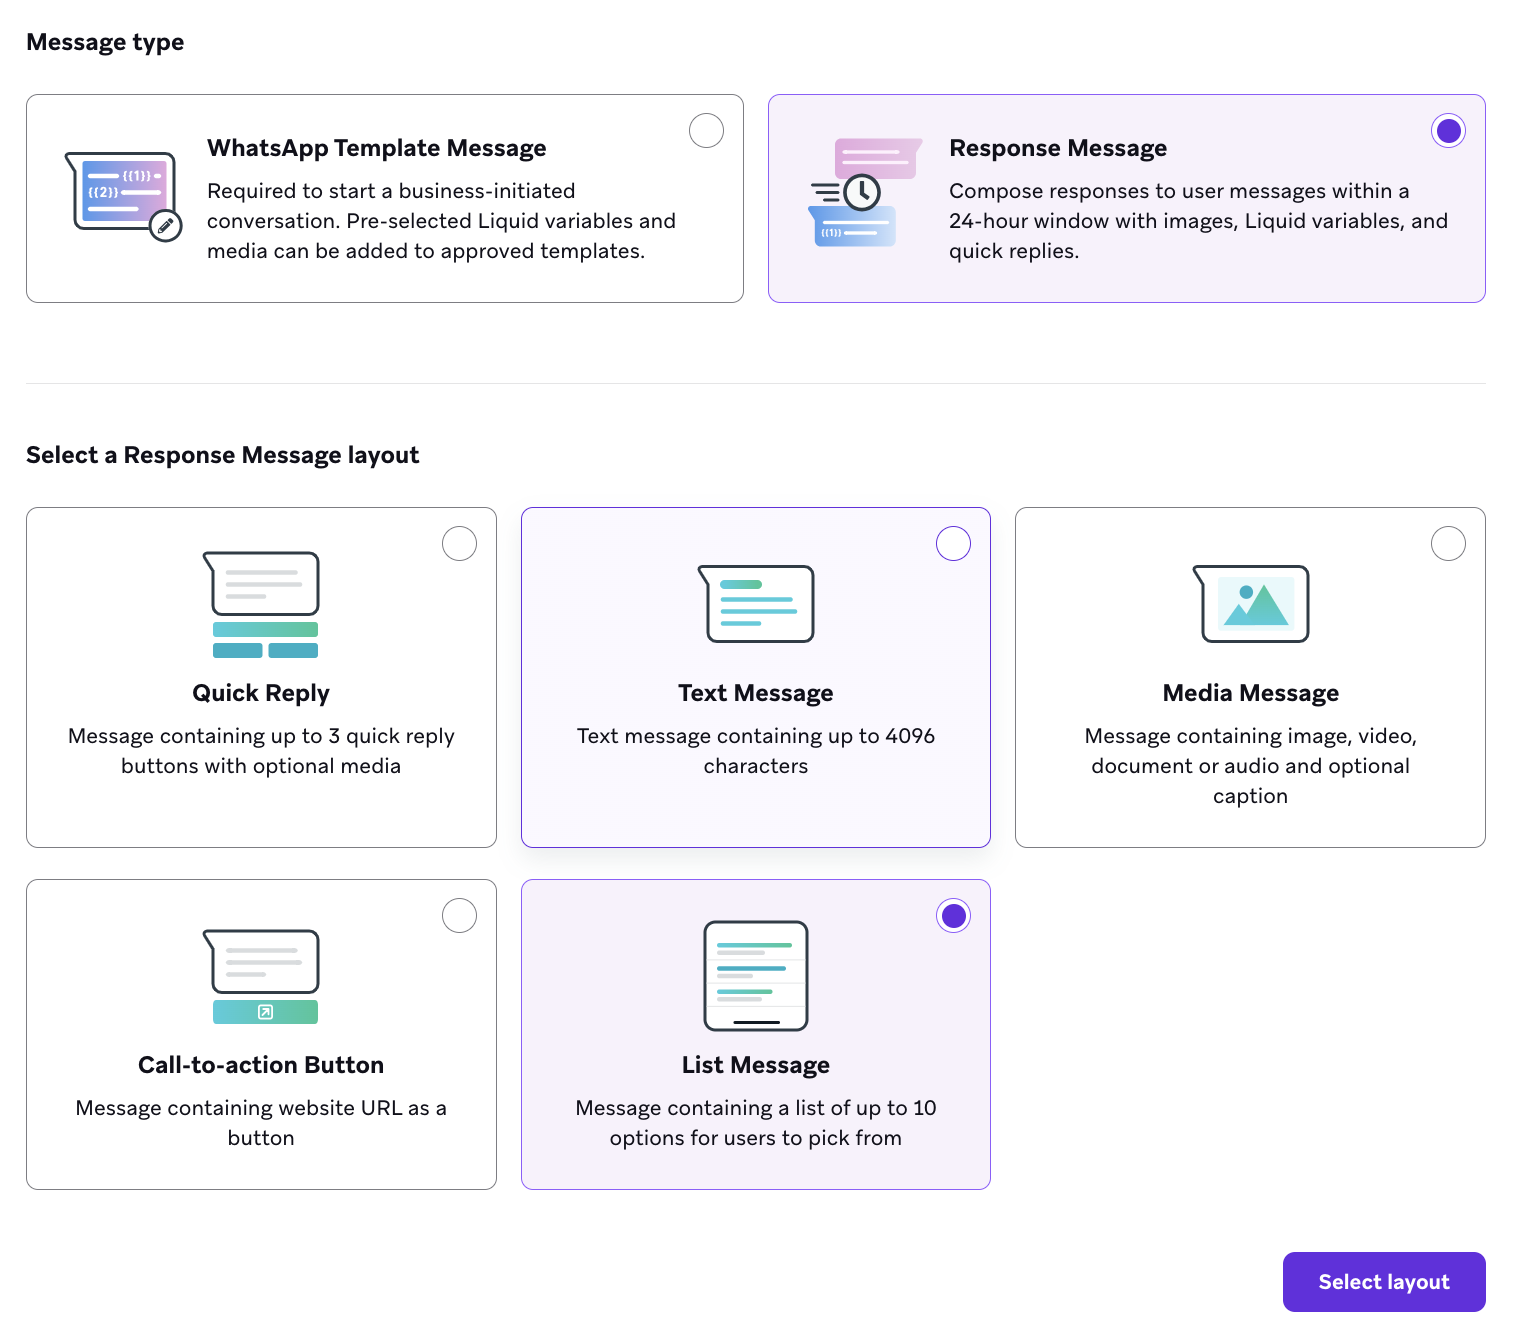 Message type
WhatsApp Template Message
Required to start a business-initiated
conversation. Pre-selected Liquid variables and
media can be added to approved templates.
{{1}}
{{2}}
Response Message
Compose responses to user messages within a
24-hour window with images, Liquid variables, and
quick replies.
{{1}}
Select a Response Message layout
Quick Reply
Message containing up to 3 quick reply
buttons with optional media
Text Message
Text message containing up to 4096
characters
Media Message
Message containing image, video,
document or audio and optional
caption
Call-to-action Button
Message containing website URL as a
button
List Message
Message containing a list of up to 10
options for users to pick from
Select layout